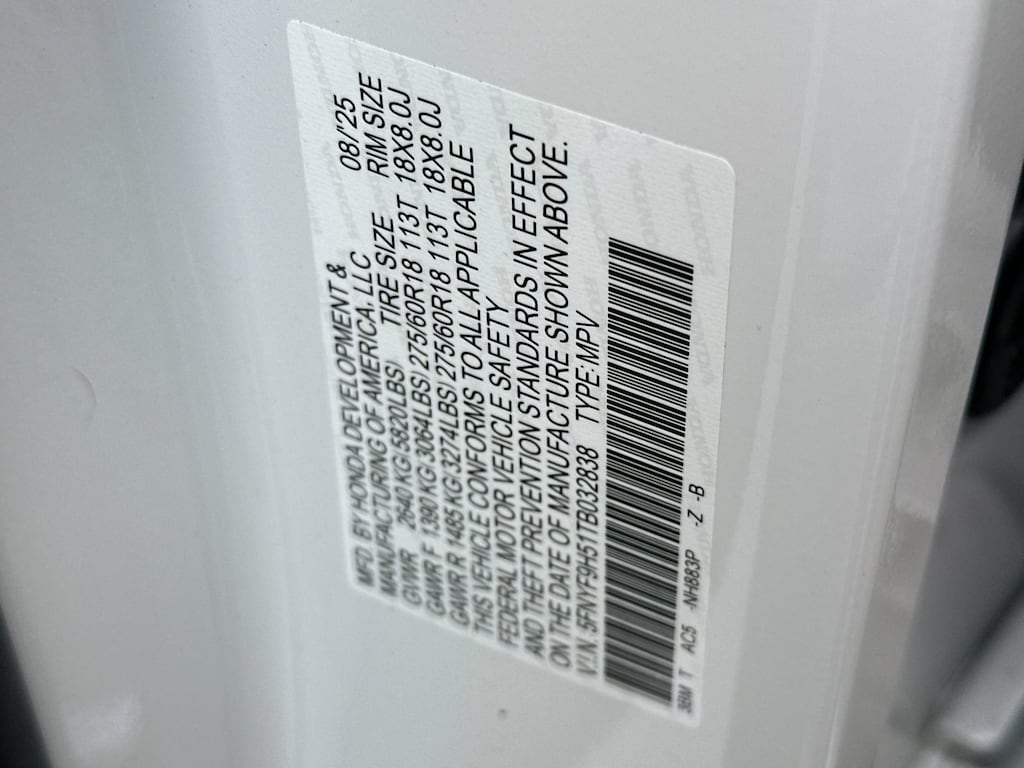 MFD. BY HONDA DEVELOPMENT & 08/'25
MANUFACTURING OF AMERICA. LLC
GVWR 2640 KG(5820LBS) TIRE SIZE RIM SIZE
GAWR F 1390 KG(3064LBS) 275/60R18 113T 18X8.0J
GAWR R 1485 KG(3274LBS) 275/60R18 113T 18X8.0J
THIS VEHICLE CONFORMS TO ALL APPLICABLE
FEDERAL MOTOR VEHICLE SAFETY
AND THEFT PREVENTION STANDARDS IN EFFECT
ON THE DATE OF MANUFACTURE SHOWN ABOVE.
V.I.N. 5FNYF9H51TB032838 TYPE:MPV
3BM T AC5 -NH883P -Z -B